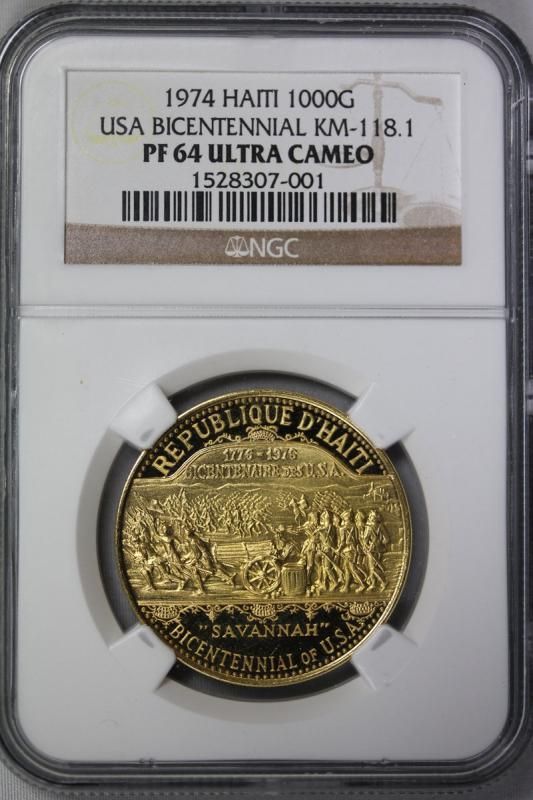 1974 HAITI 1000G
USA BICENTENNIAL KM-118.1
PF 64 ULTRA CAMEO
1528307-001
NGC
REPUBLIQUE D'HAITI
1776-1976
BICENTENAIRE DES U.S.A.
"SAVANNAH"
BICENTENNIAL OF U.S.A.